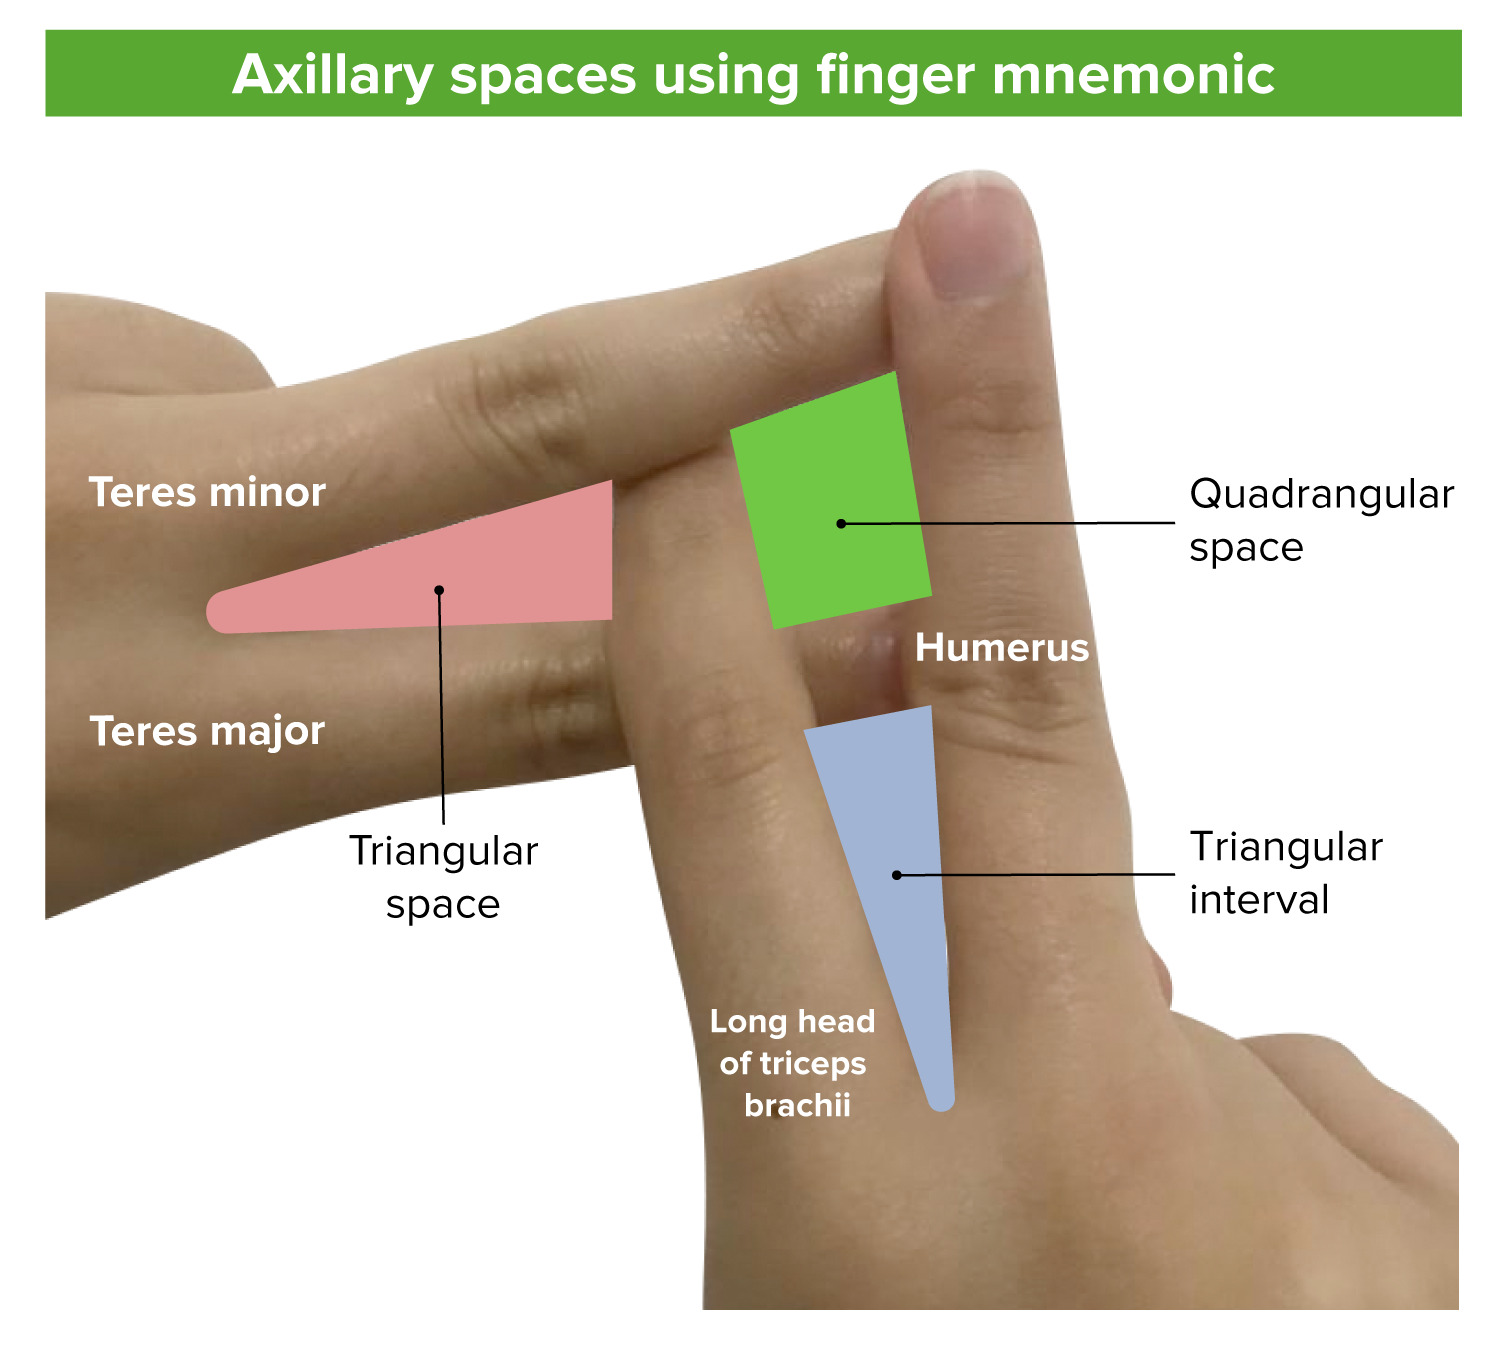 Axillary spaces using finger mnemonic
Teres minor
Quadrangular
space
Humerus
Teres major
Triangular
space
Triangular
interval
Long head
of triceps
brachii